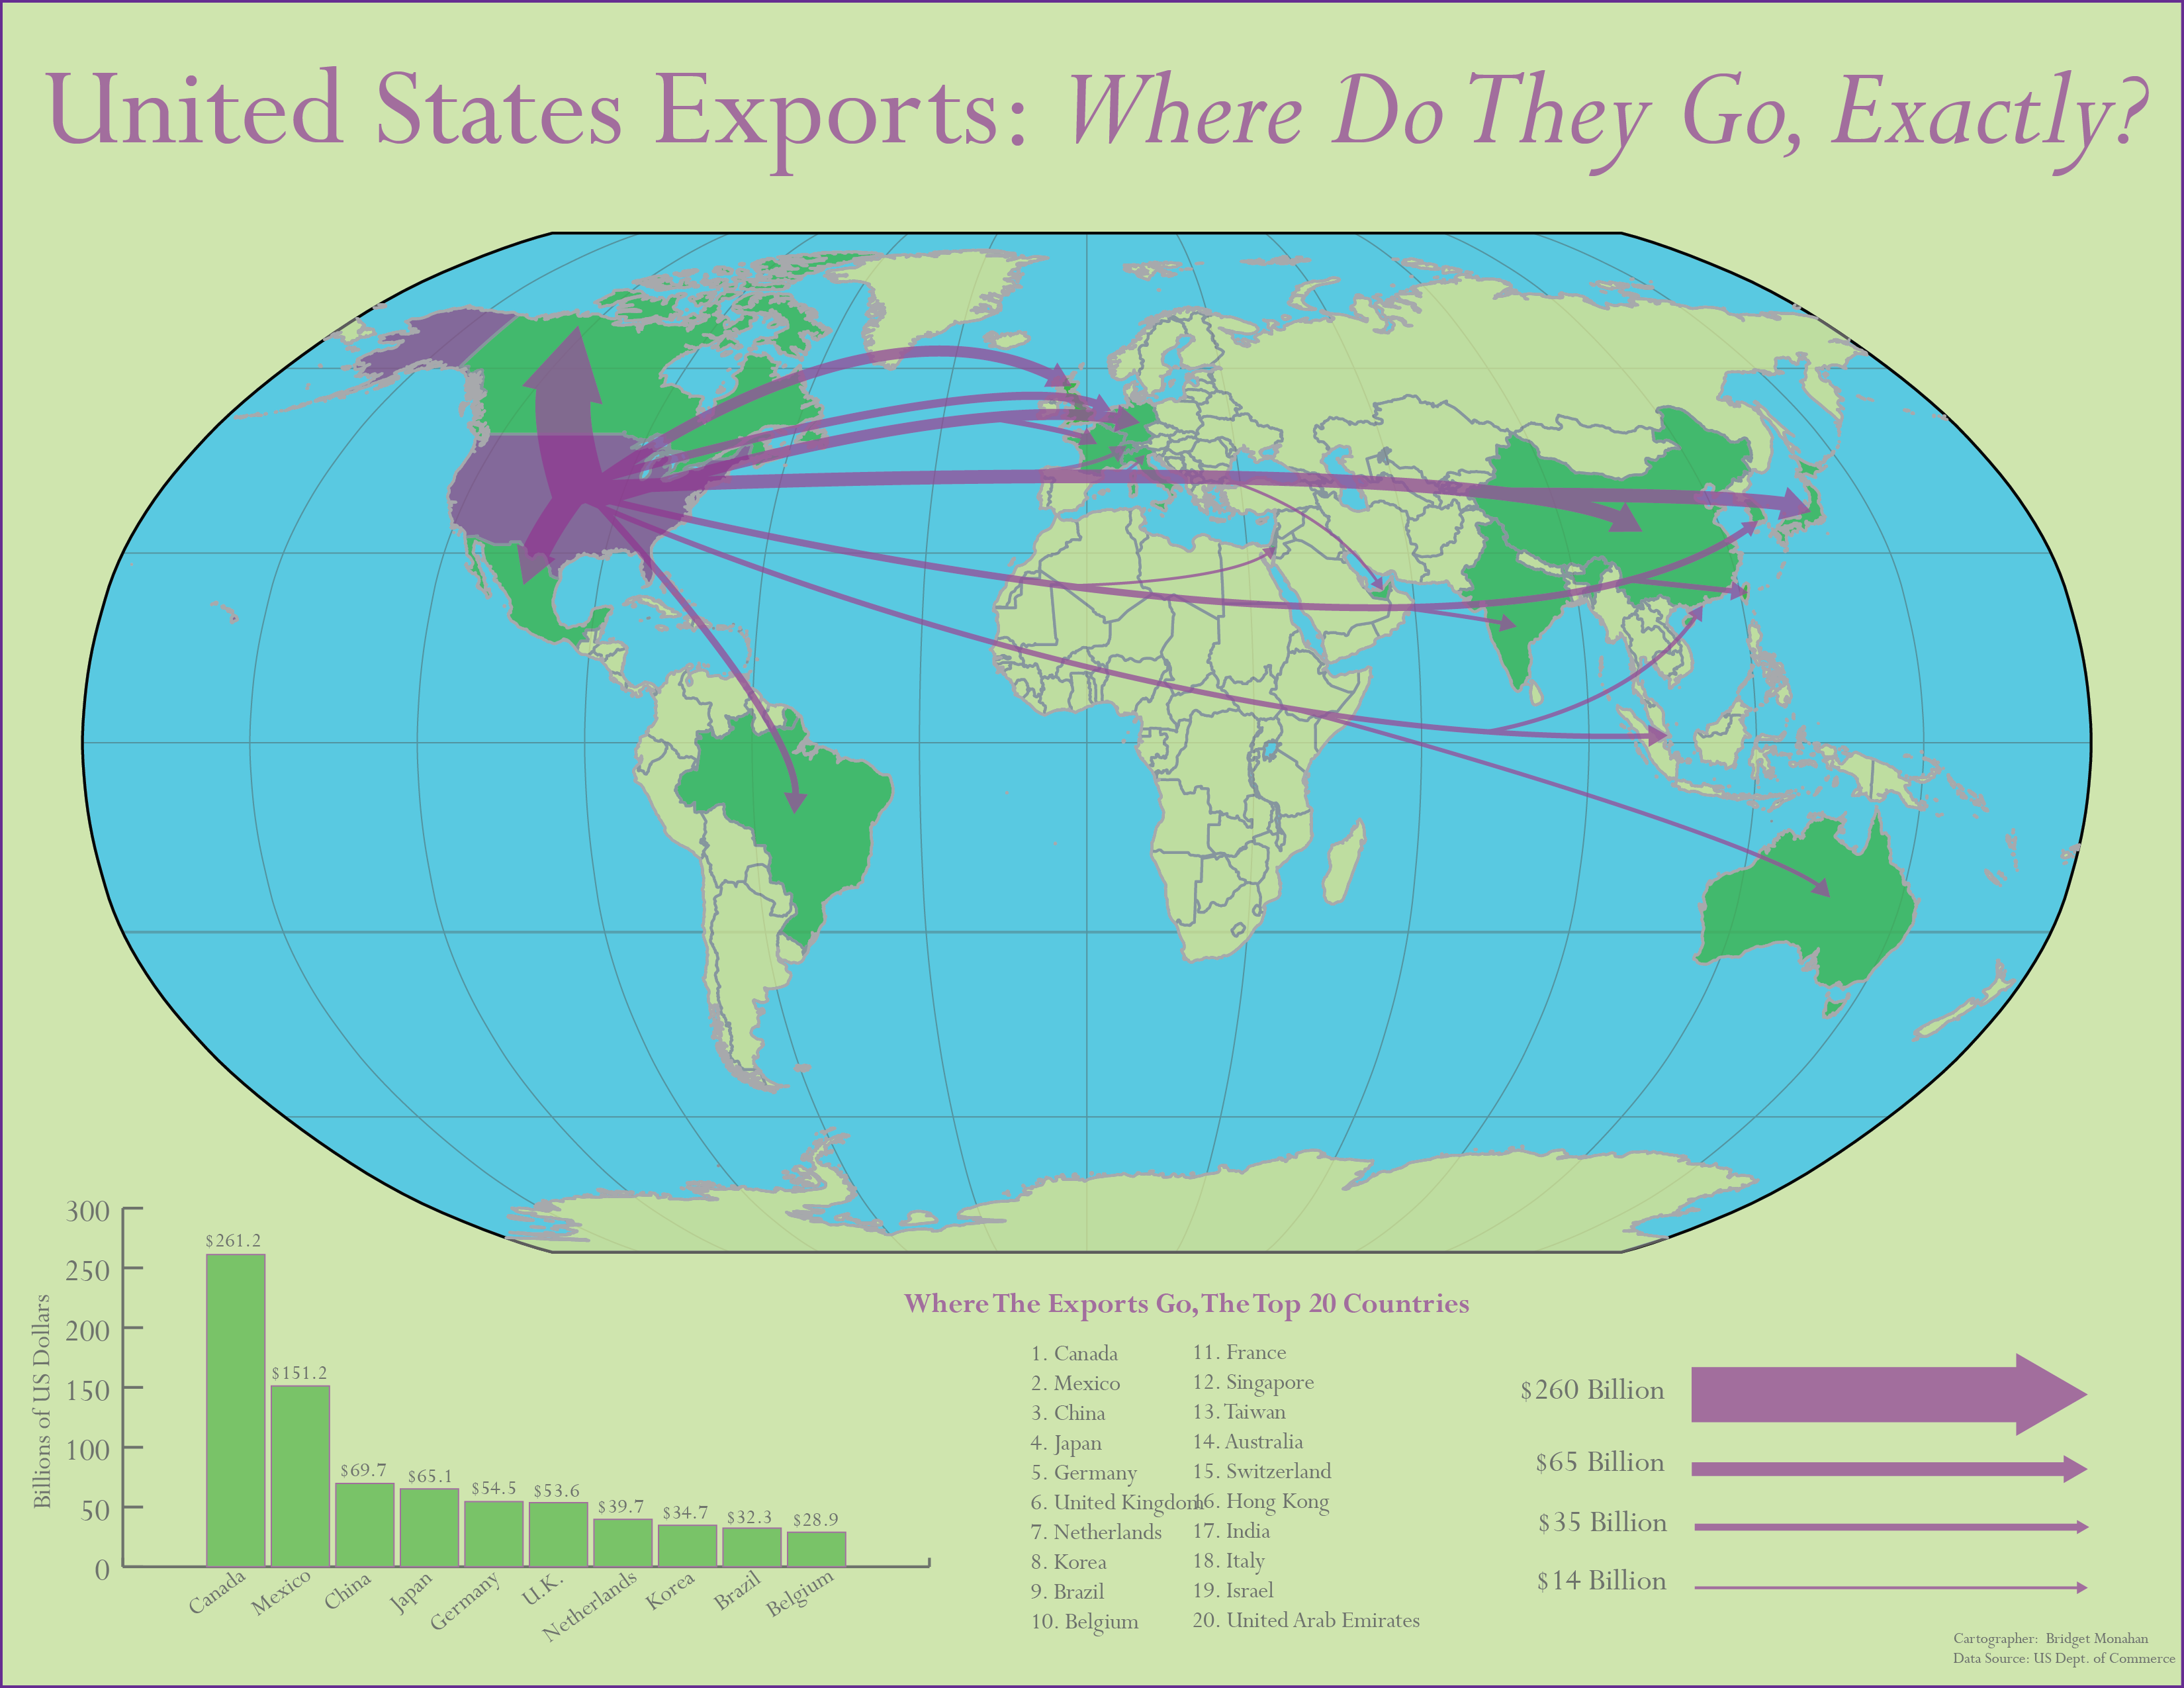 United States Exports: Where Do They Go, Exactly?
300
250
200
150
100
50
0
Billions of US Dollars
$261.2
$151.2
$69.7
$65.1
$54.5
$53.6
$39.7
$34.7
$32.3
$28.9
Canada
Mexico
China
Japan
Germany
U.K.
Netherlands
Korea
Brazil
Belgium
Where The Exports Go, The Top 20 Countries
1. Canada
2. Mexico
3. China
4. Japan
5. Germany
6. United Kingdom
7. Netherlands
8. Korea
9. Brazil
10. Belgium
11. France
12. Singapore
13. Taiwan
14. Australia
15. Switzerland
16. Hong Kong
17. India
18. Italy
19. Israel
20. United Arab Emirates
$260 Billion
$65 Billion
$35 Billion
$14 Billion
Cartographer: Bridget Monahan
Data Source: US Dept. of Commerce